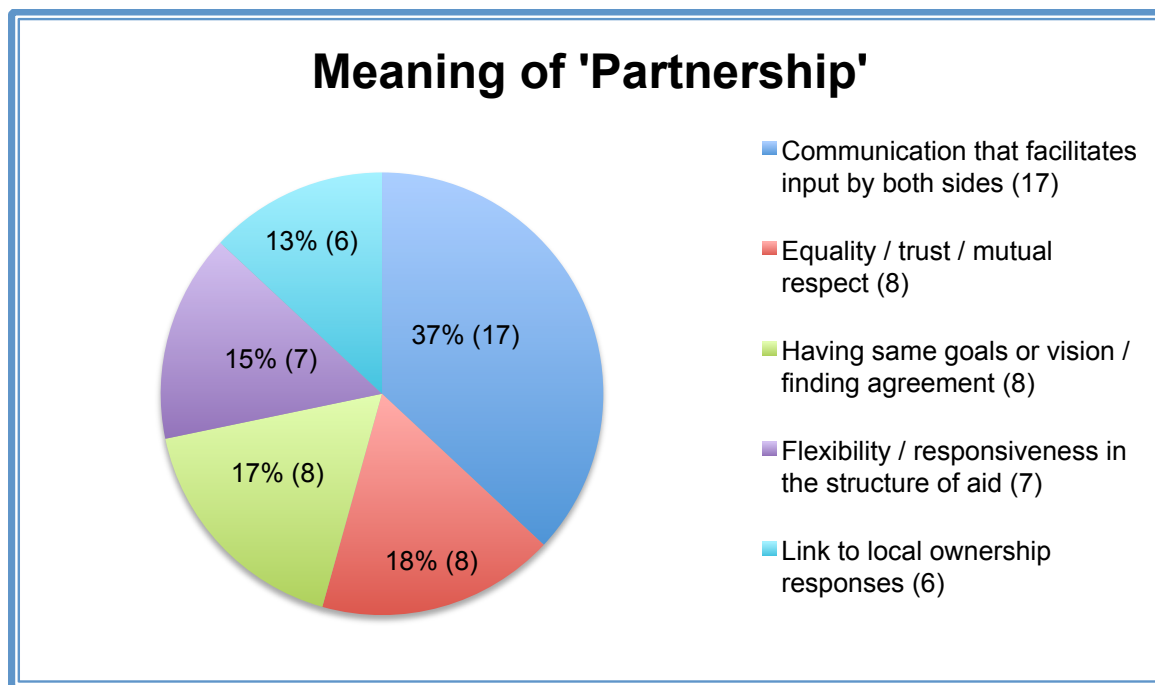 Meaning of 'Partnership'
13% (6)
37% (17)
15% (7)
17% (8)
18% (8)
Communication that facilitates
input by both sides (17)
Equality / trust / mutual
respect (8)
Having same goals or vision /
finding agreement (8)
Flexibility / responsiveness in
the structure of aid (7)
Link to local ownership
responses (6)